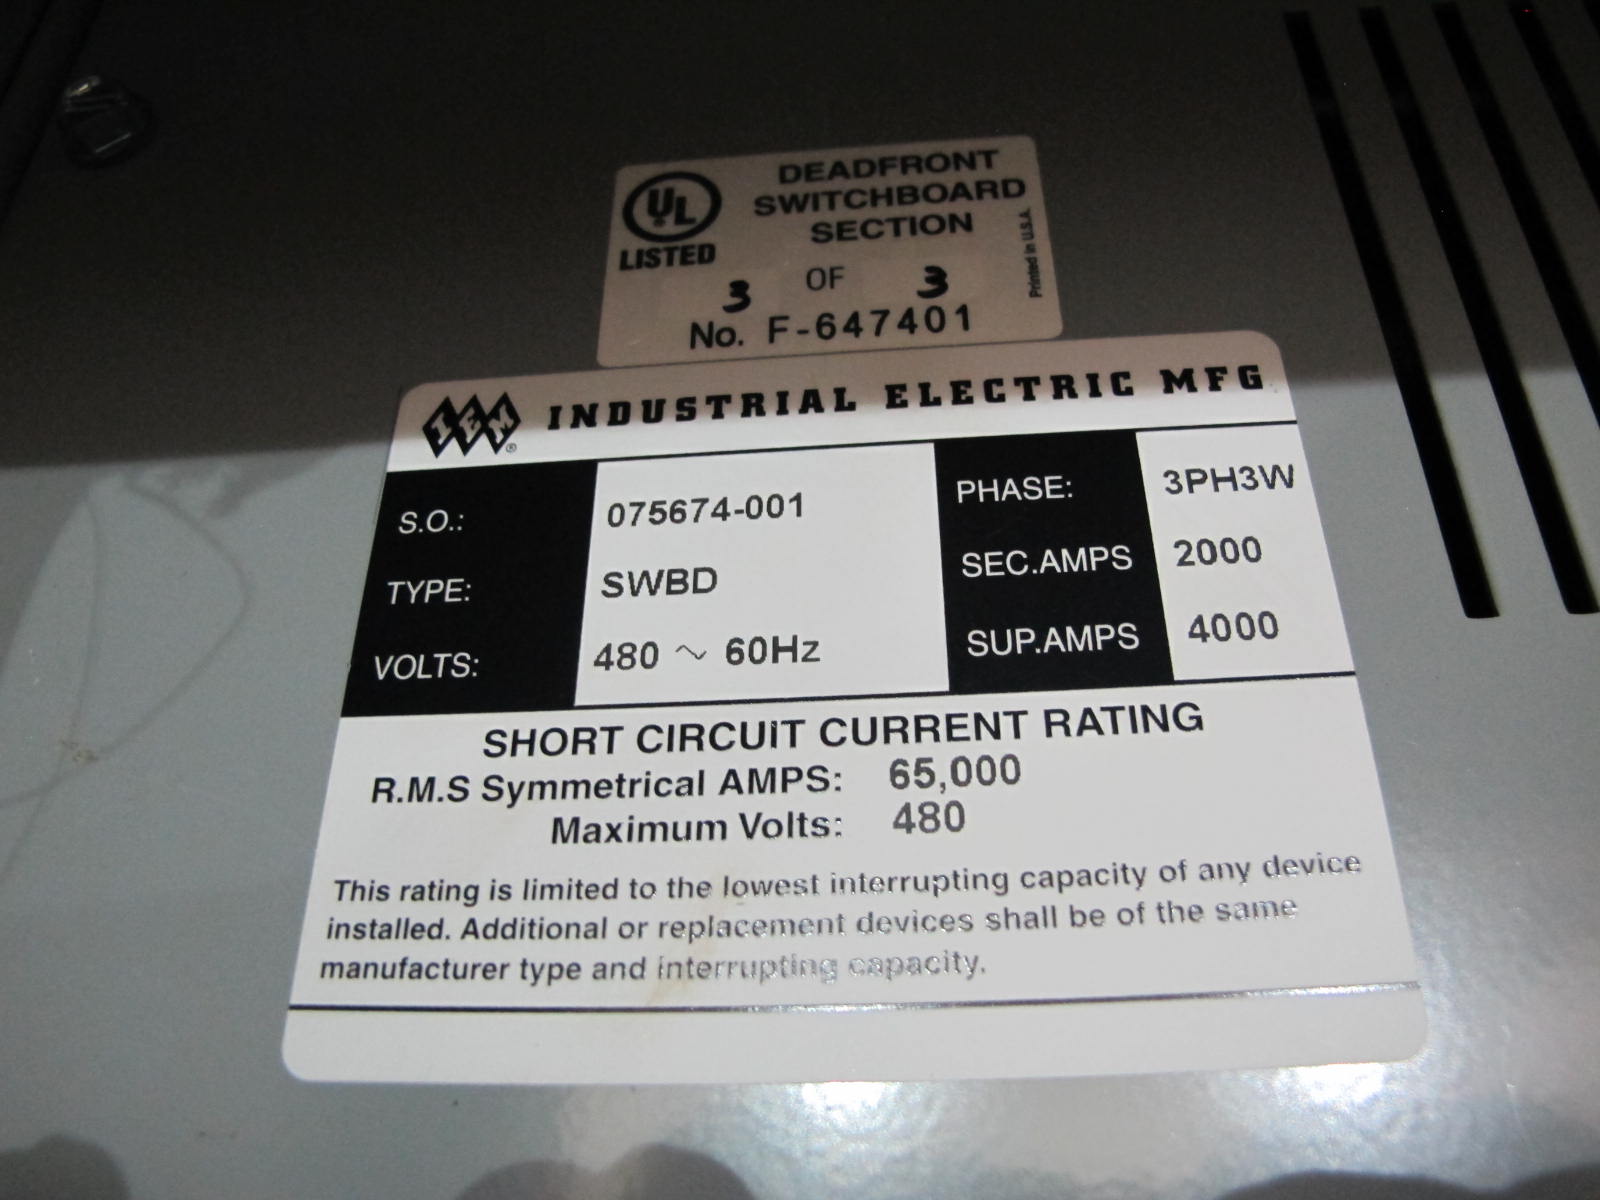 UL
LISTED
DEADFRONT
SWITCHBOARD
SECTION
3 OF 3
No. F-647401
Printed in U.S.A.
IEM® INDUSTRIAL ELECTRIC MFG
S.O.: 075674-001 PHASE: 3PH3W
TYPE: SWBD SEC.AMPS 2000
VOLTS: 480 ~ 60Hz SUP.AMPS 4000
SHORT CIRCUIT CURRENT RATING
R.M.S Symmetrical AMPS: 65,000
Maximum Volts: 480
This rating is limited to the lowest interrupting capacity of any device
installed. Additional or replacement devices shall be of the same
manufacturer type and interrupting capacity.